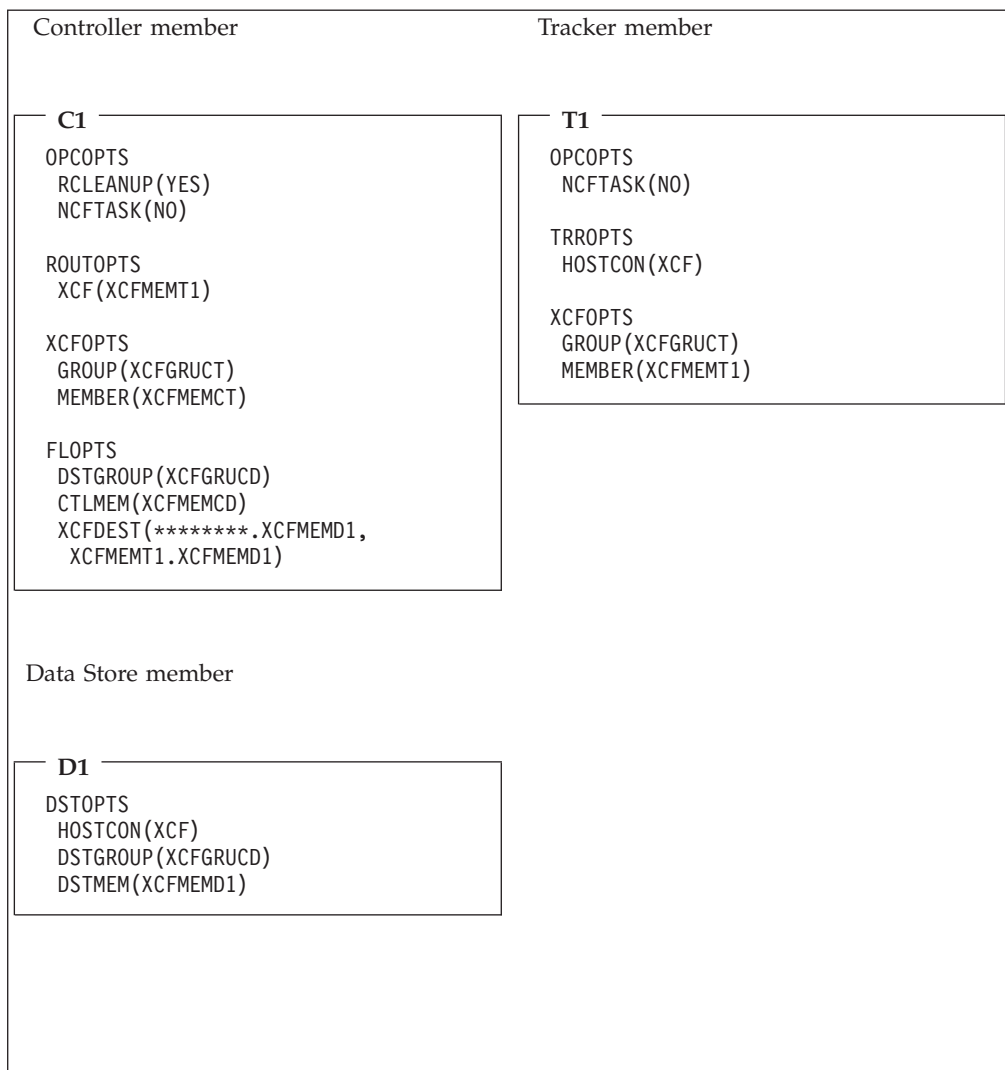 Controller member
Tracker member
C1
OPCOPTS
RCLEANUP(YES)
NCFTASK(NO)
ROUTOPTS
XCF(XCFMEMT1)
XCFOPTS
GROUP(XCFGRUCT)
MEMBER(XCFMEMCT)
FLOPTS
DSTGROUP(XCFGRUCD)
CTLMEM(XCFMEMCD)
XCFDEST(********.XCFMEMD1,
XCFMEMT1.XCFMEMD1)
T1
OPCOPTS
NCFTASK(NO)
TRROPTS
HOSTCON(XCF)
XCFOPTS
GROUP(XCFGRUCT)
MEMBER(XCFMEMT1)
Data Store member
D1
DSTOPTS
HOSTCON(XCF)
DSTGROUP(XCFGRUCD)
DSTMEM(XCFMEMD1)